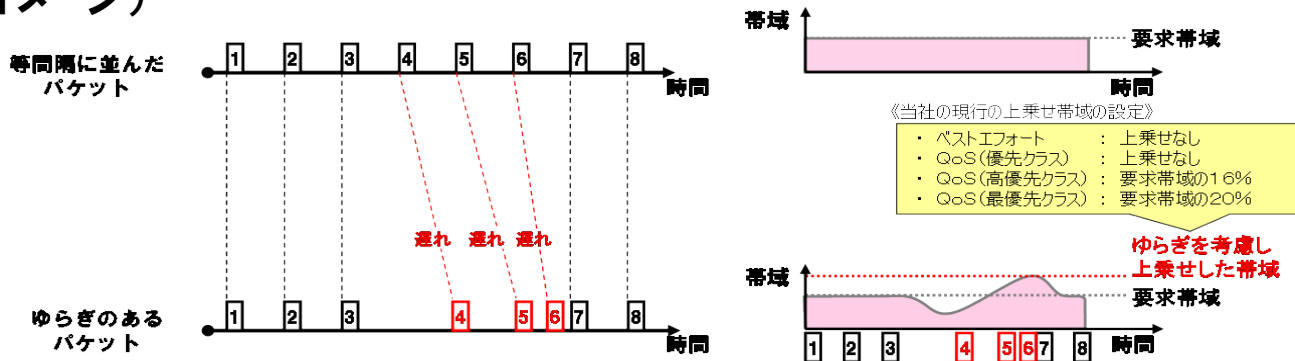 等間隔に並んだ
パケット
1 2 3 4 5 6 7 8
時間
遅れ 遅れ 遅れ
ゆらぎのある
パケット
1 2 3 4 5 6 7 8
時間
帯域
要求帯域
時間
《当社の現行の上乗せ帯域の設定》
・ ベストエフォート : 上乗せなし
・ QoS(優先クラス) : 上乗せなし
・ QoS(高優先クラス) : 要求帯域の16%
・ QoS(最優先クラス) : 要求帯域の20%
ゆらぎを考慮し
上乗せした帯域
帯域
要求帯域
1 2 3 4 5 6 7 8 時間